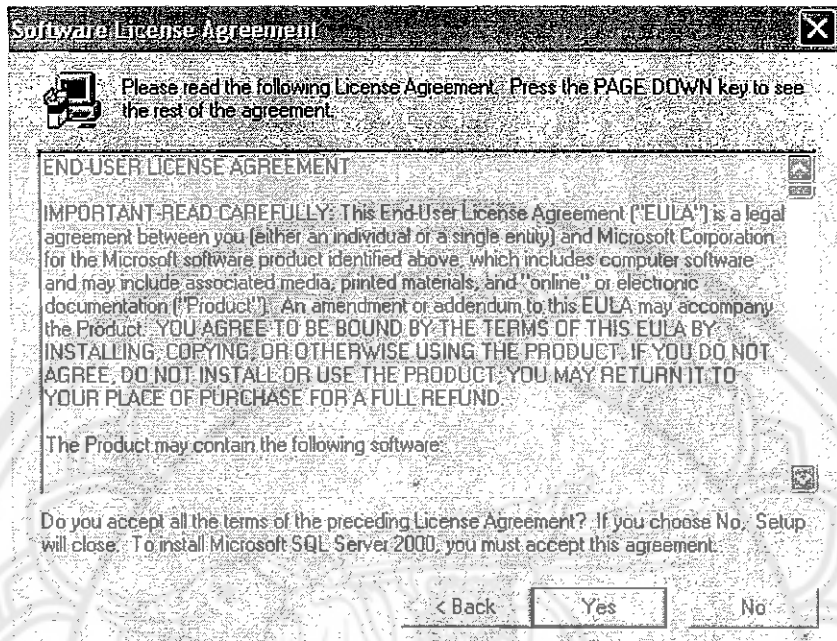 Software License Agreement
Please read the following License Agreement. Press the PAGE DOWN key to see
the rest of the agreement.
END-USER LICENSE AGREEMENT
IMPORTANT-READ CAREFULLY: This End-User License Agreement ("EULA") is a legal
agreement between you (either an individual or a single entity) and Microsoft Corporation
for the Microsoft software product identified above, which includes computer software
and may include associated media, printed materials, and "online" or electronic
documentation ("Product"). An amendment or addendum to this EULA may accompany
the Product. YOU AGREE TO BE BOUND BY THE TERMS OF THIS EULA BY
INSTALLING, COPYING, OR OTHERWISE USING THE PRODUCT. IF YOU DO NOT
AGREE, DO NOT INSTALL OR USE THE PRODUCT; YOU MAY RETURN IT TO
YOUR PLACE OF PURCHASE FOR A FULL REFUND.
The Product may contain the following software:
Do you accept all the terms of the preceding License Agreement? If you choose No, Setup
will close. To install Microsoft SQL Server 2000, you must accept this agreement.
< Back Yes No